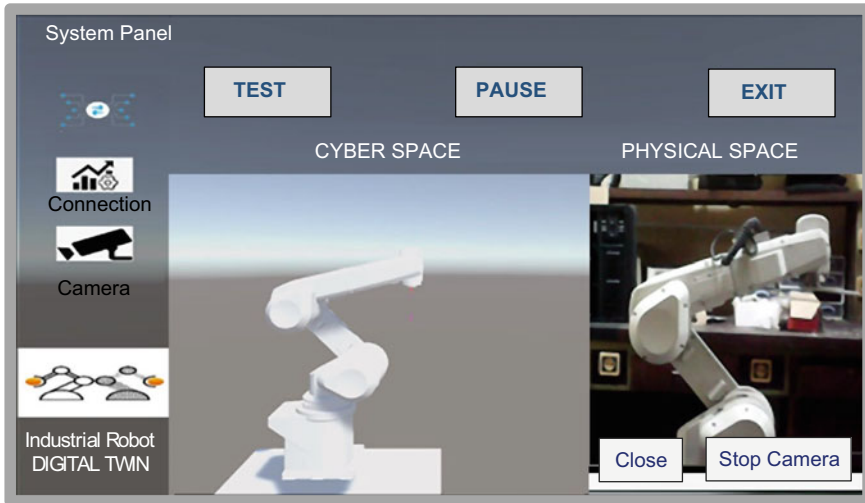 System Panel
TEST
PAUSE
EXIT
CYBER SPACE
PHYSICAL SPACE
Connection
Camera
Industrial Robot
DIGITAL TWIN
Close
Stop Camera